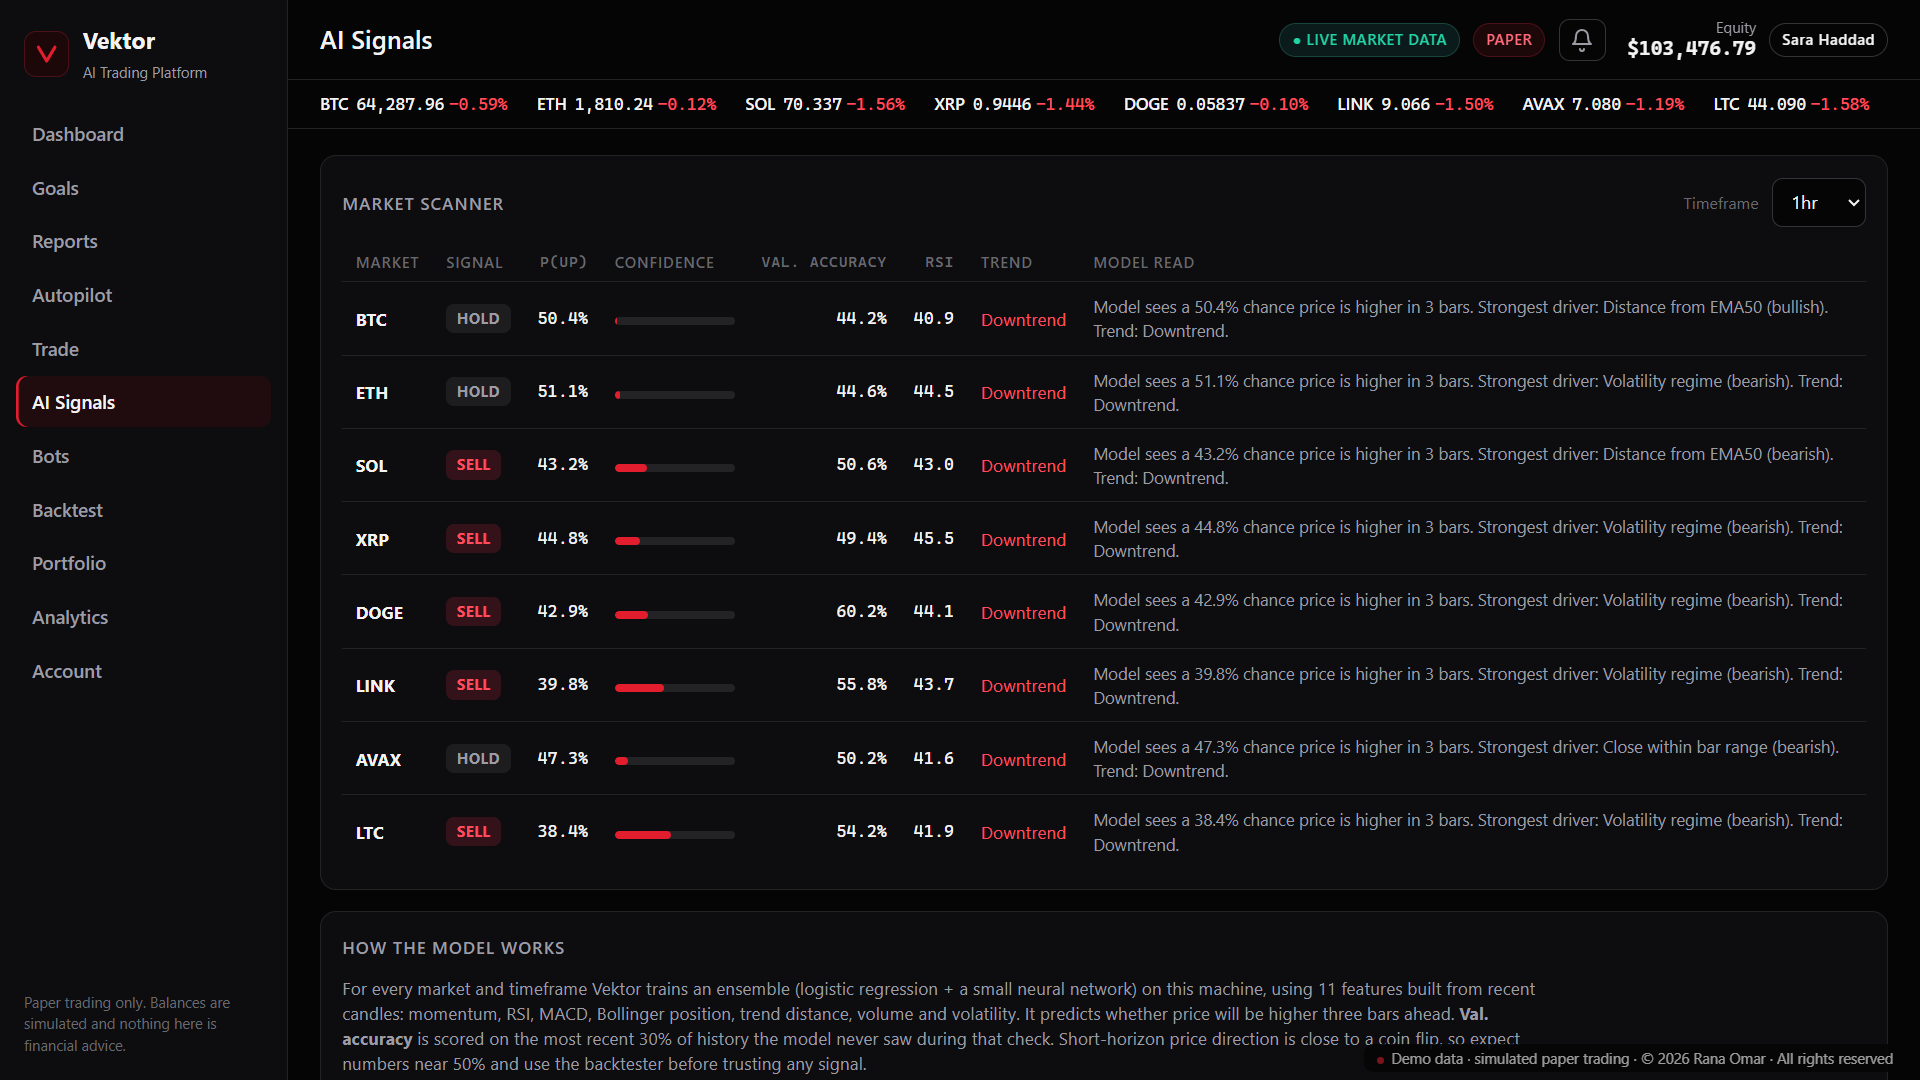 Vektor
AI Trading Platform
Dashboard
Goals
Reports
Autopilot
Trade
AI Signals
Bots
Backtest
Portfolio
Analytics
Account
Paper trading only. Balances are
simulated and nothing here is
financial advice.
AI Signals
LIVE MARKET DATA
PAPER
Equity
$103,476.79
Sara Haddad
BTC 64,287.96 −0.59% ETH 1,810.24 −0.12% SOL 70.337 −1.56% XRP 0.9446 −1.44% DOGE 0.05837 −0.10% LINK 9.066 −1.50% AVAX 7.080 −1.19% LTC 44.090 −1.58%
MARKET SCANNER
Timeframe 1hr
MARKET SIGNAL P(UP) CONFIDENCE VAL. ACCURACY RSI TREND MODEL READ
BTC HOLD 50.4% 44.2% 40.9 Downtrend Model sees a 50.4% chance price is higher in 3 bars. Strongest driver: Distance from EMA50 (bullish).
Trend: Downtrend.
ETH HOLD 51.1% 44.6% 44.5 Downtrend Model sees a 51.1% chance price is higher in 3 bars. Strongest driver: Volatility regime (bearish). Trend:
Downtrend.
SOL SELL 43.2% 50.6% 43.0 Downtrend Model sees a 43.2% chance price is higher in 3 bars. Strongest driver: Distance from EMA50 (bearish).
Trend: Downtrend.
XRP SELL 44.8% 49.4% 45.5 Downtrend Model sees a 44.8% chance price is higher in 3 bars. Strongest driver: Volatility regime (bearish). Trend:
Downtrend.
DOGE SELL 42.9% 60.2% 44.1 Downtrend Model sees a 42.9% chance price is higher in 3 bars. Strongest driver: Volatility regime (bearish). Trend:
Downtrend.
LINK SELL 39.8% 55.8% 43.7 Downtrend Model sees a 39.8% chance price is higher in 3 bars. Strongest driver: Volatility regime (bearish). Trend:
Downtrend.
AVAX HOLD 47.3% 50.2% 41.6 Downtrend Model sees a 47.3% chance price is higher in 3 bars. Strongest driver: Close within bar range (bearish).
Trend: Downtrend.
LTC SELL 38.4% 54.2% 41.9 Downtrend Model sees a 38.4% chance price is higher in 3 bars. Strongest driver: Volatility regime (bearish). Trend:
Downtrend.
HOW THE MODEL WORKS
For every market and timeframe Vektor trains an ensemble (logistic regression + a small neural network) on this machine, using 11 features built from recent
candles: momentum, RSI, MACD, Bollinger position, trend distance, volume and volatility. It predicts whether price will be higher three bars ahead. Val.
accuracy is scored on the most recent 30% of history the model never saw during that check. Short-horizon price direction is close to a coin flip, so expect
numbers near 50% and use the backtester before trusting any signal.
Demo data · simulated paper trading · © 2026 Rana Omar · All rights reserved